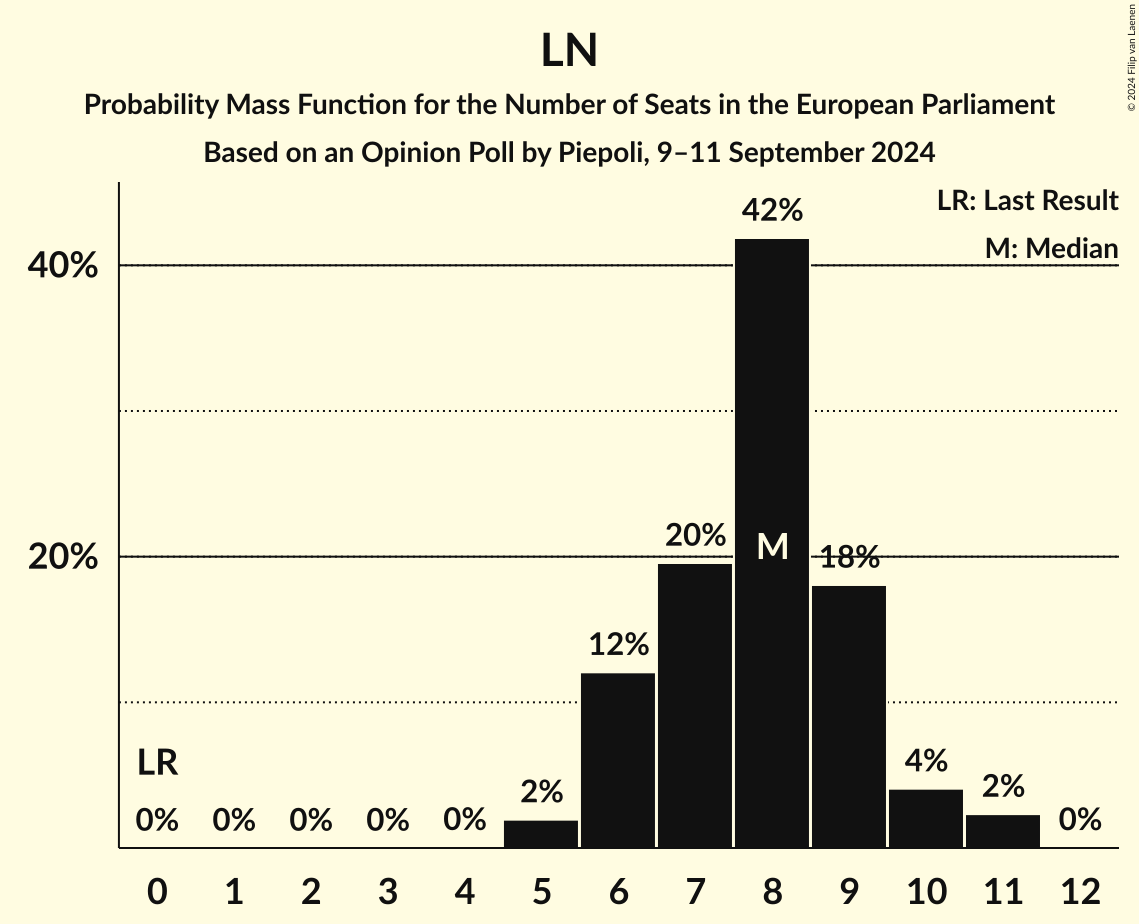 LN
Probability Mass Function for the Number of Seats in the European Parliament
Based on an Opinion Poll by Piepoli, 9–11 September 2024
© 2024 Filip van Laenen
LR: Last Result
M: Median
42%
40%
20%
M
20%
18%
12%
LR
4%
2%
2%
0% 0% 0% 0% 0% 0%
0 1 2 3 4 5 6 7 8 9 10 11 12